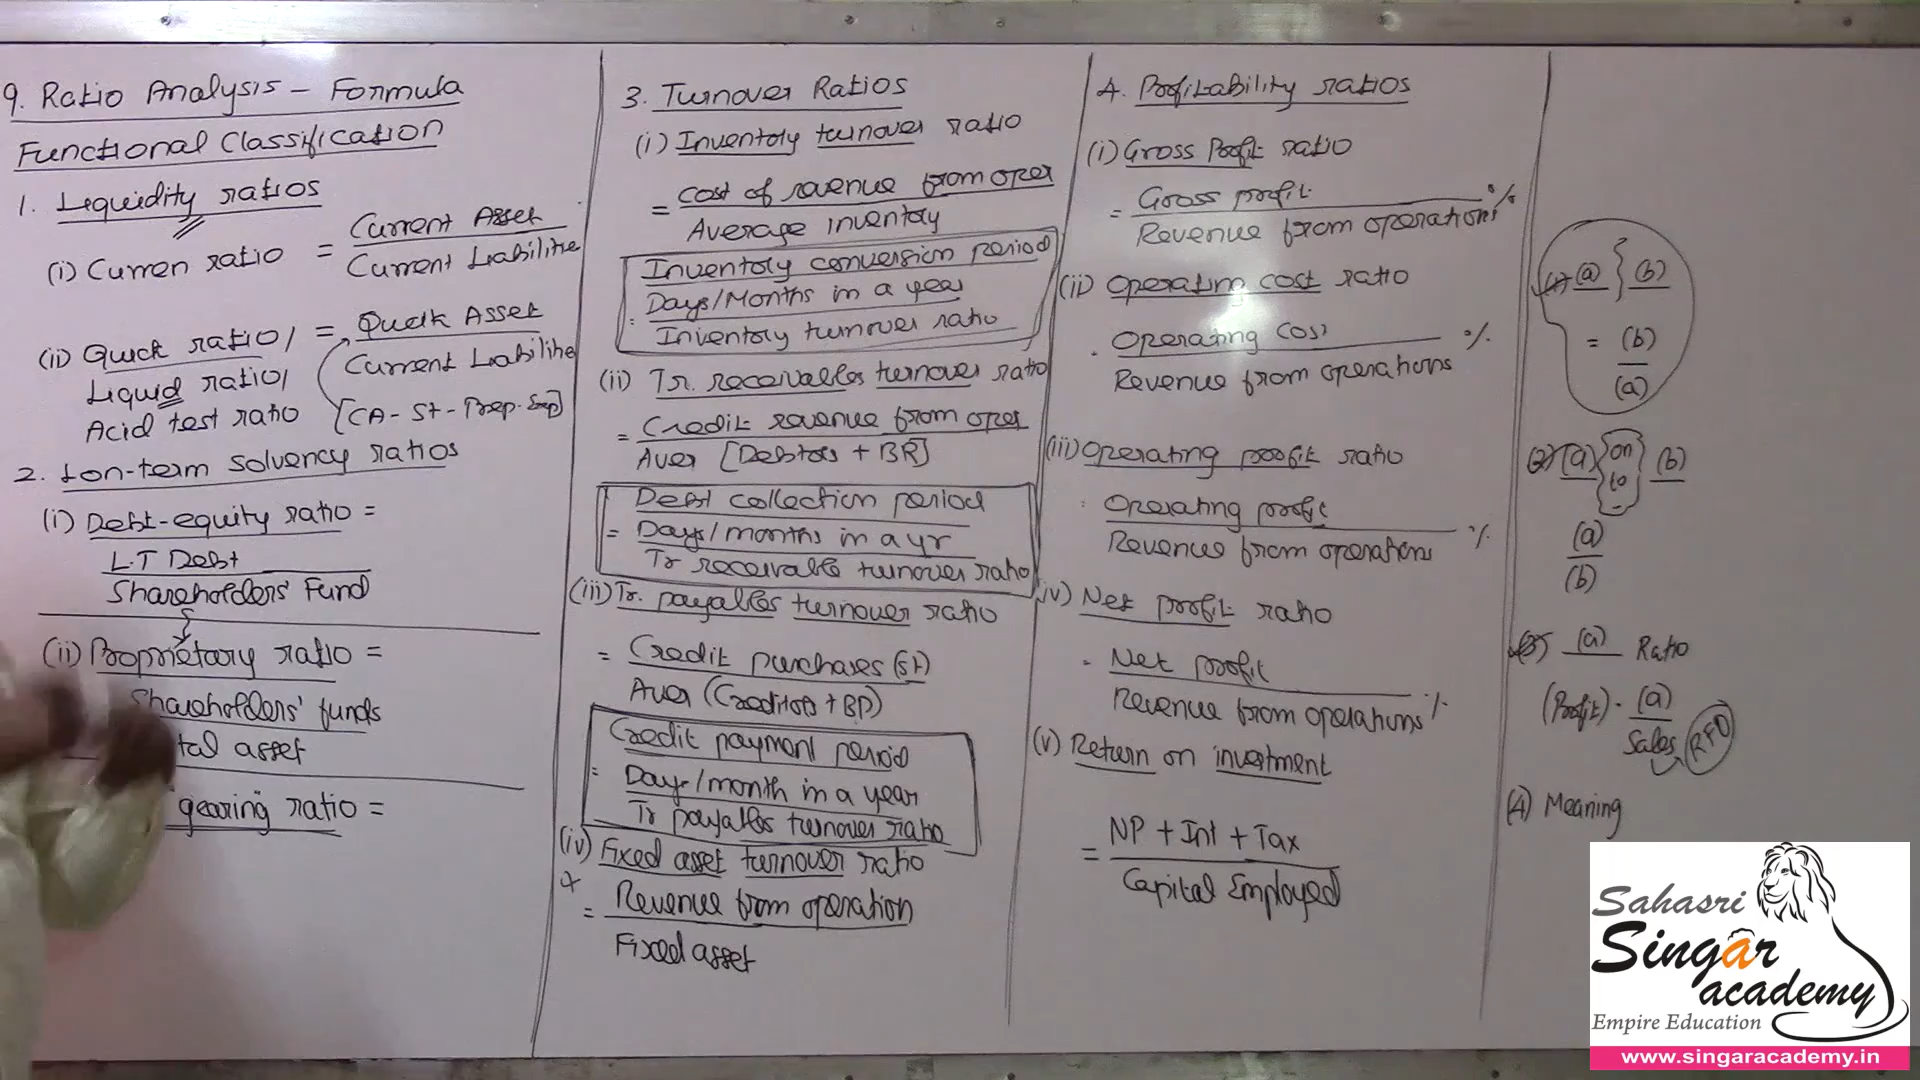 9. Ratio Analysis - Formula
Functional Classification
1. Liquidity ratios
(i) Curren ratio = Current Asset
Current Liabilitie
(ii) Quick ratio/ = Quick Asset
Liquid ratio/ Current Liabilitie
Acid test ratio [CA - St - Prep. Exp]
2. Lon-term Solvency ratios
(i) Debt-equity ratio =
L.T Debt
Shareholders' Fund
(ii) Proprietary ratio =
Shareholders' funds
tal asset
gearing ratio =
3. Turnover Ratios
(i) Inventory turnover ratio
= Cost of revenue from oper
Average inventory
Inventory conversion period
= Days/Months in a year
Inventory turnover ratio
(ii) Tr. receivables turnover ratio
= Credit revenue from oper
Aver [Debtors + BR]
Debt collection period
= Days/months in a yr
Tr receivable turnover ratio
(iii) Tr. payables turnover ratio
= Credit purchases (st)
Aver (Creditors + BP)
Credit payment period
= Days/month in a year
Tr payables turnover ratio
(iv) Fixed asset turnover ratio
= Revenue from operation
Fixed asset
4. Profitability ratios
(i) Gross Profit ratio
= Gross profit %
Revenue from operations
(ii) Operating cost ratio
Operating Cost %
Revenue from operations
(iii) Operating profit ratio
Operating profit %
Revenue from operations
iv) Net profit ratio
= Net profit %
Revenue from operations
(v) Return on investment
= NP + Int + Tax
Capital Employed
(1) (a) } (b)
= (b)
(a)
(2) (a) {on to} (b)
(a)
(b)
(3) (a) Ratio
(Profit) = (a)
Sales (RFO)
(4) Meaning
Sahasri
Singar
academy
Empire Education
www.singaracademy.in